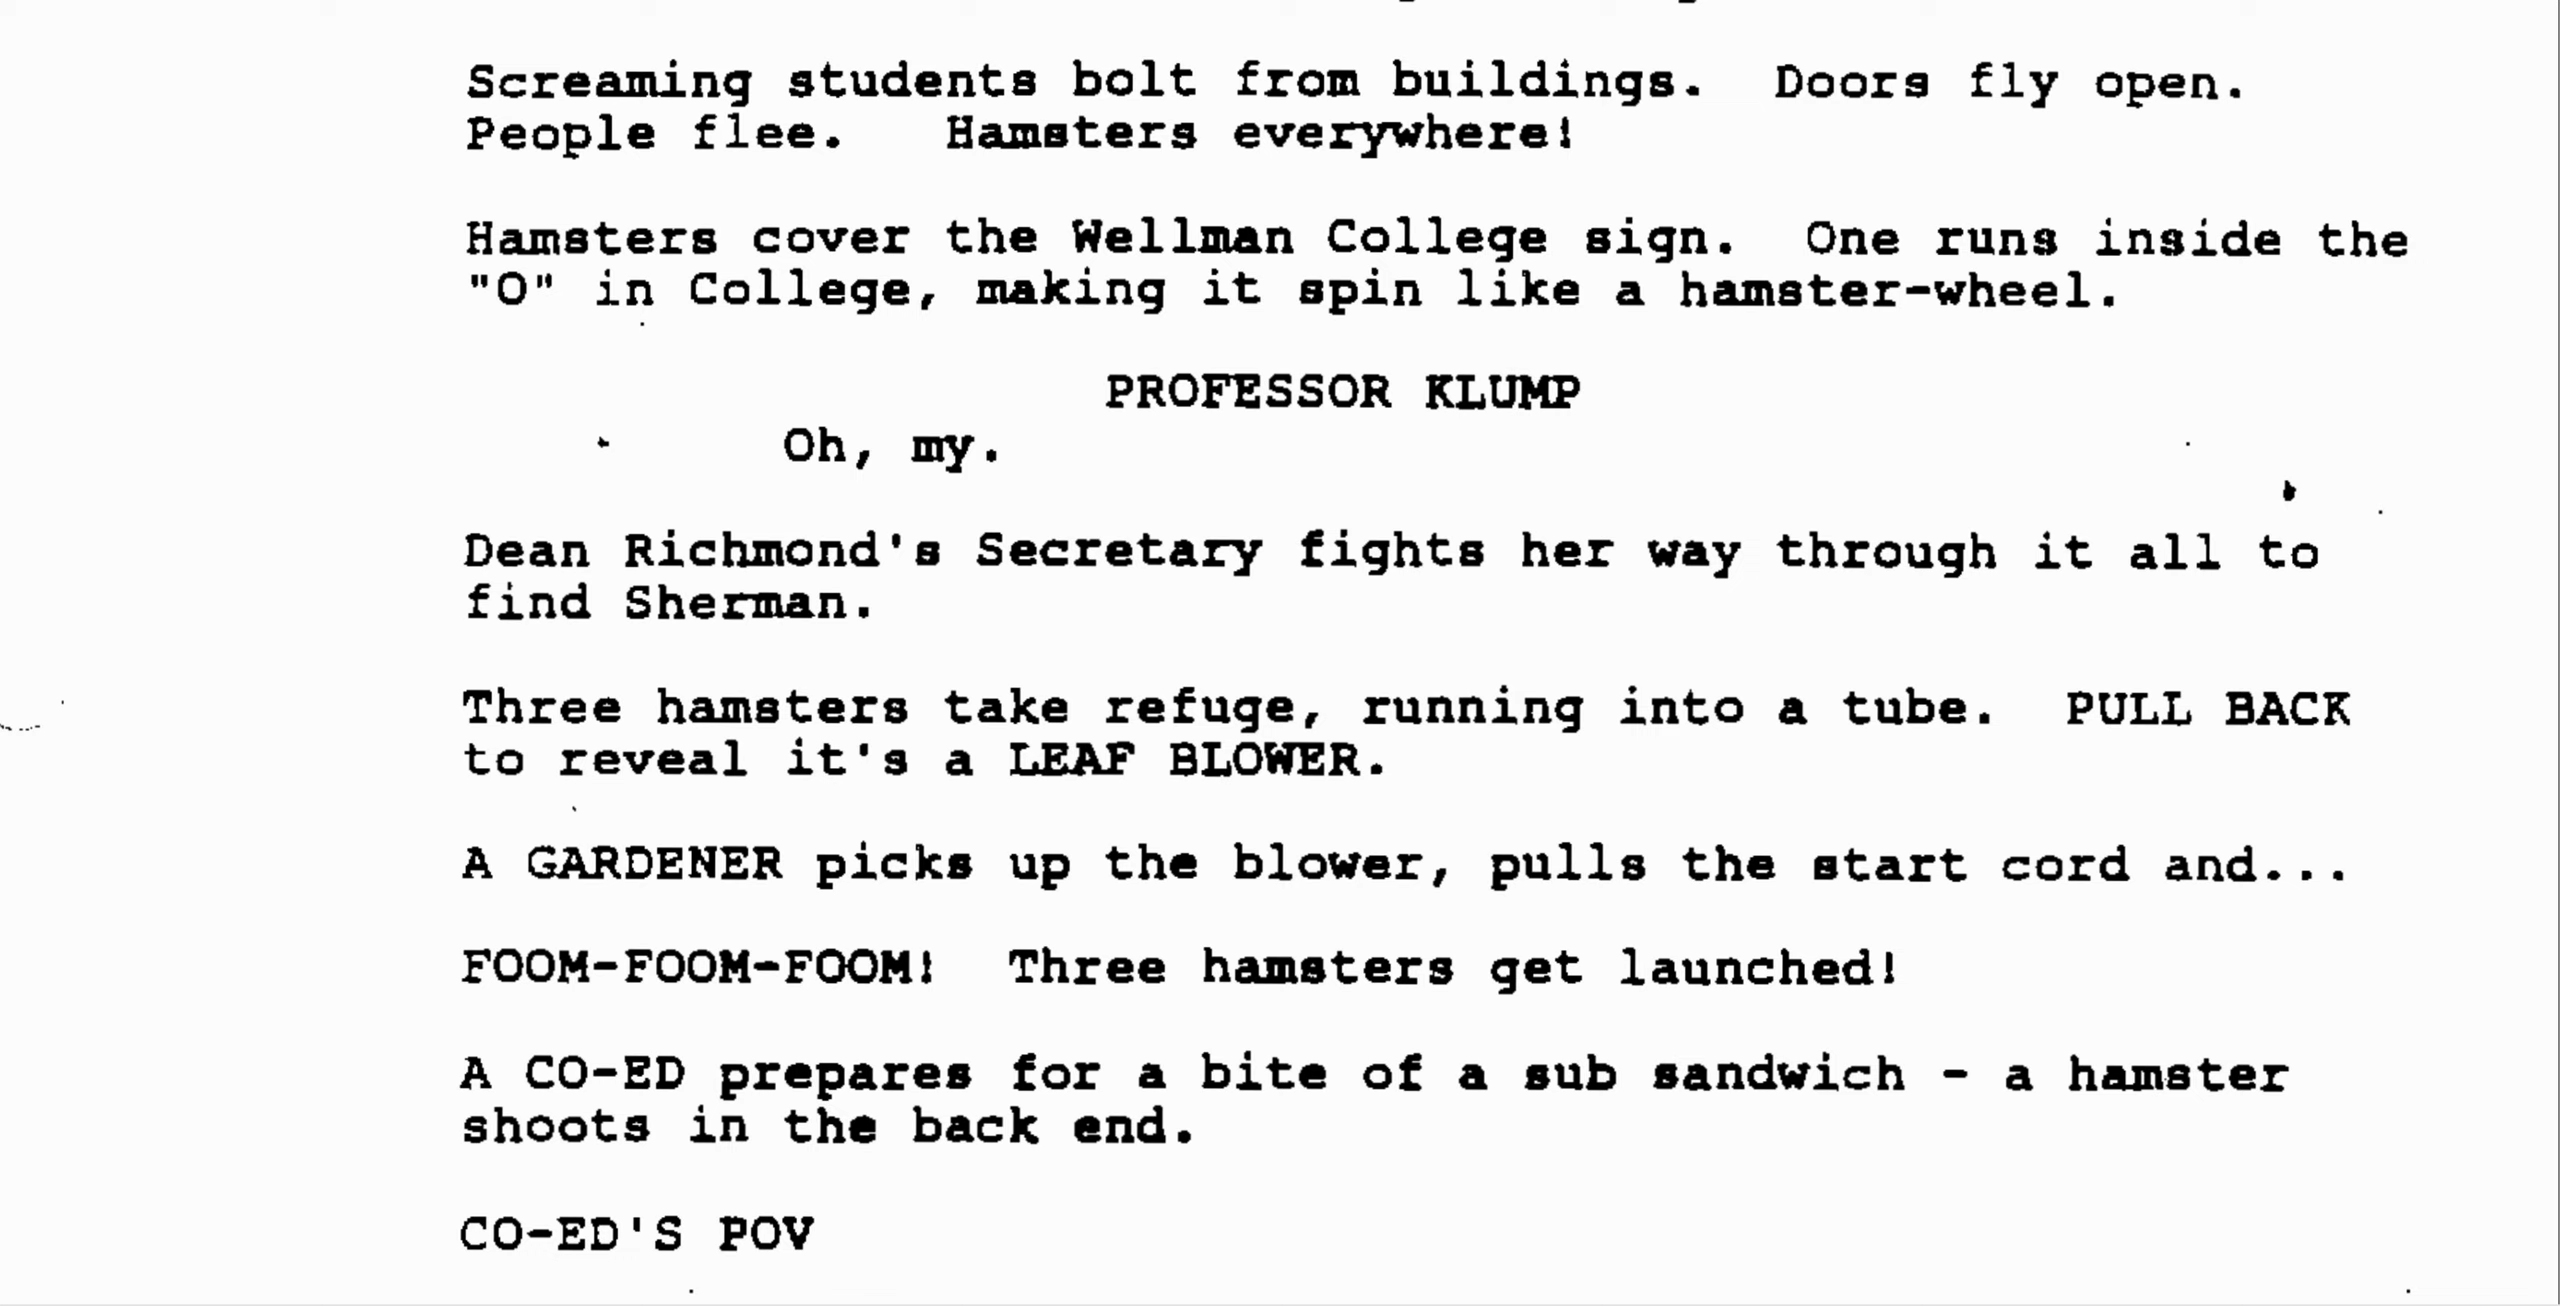 Screaming students bolt from buildings.  Doors fly open.
People flee.   Hamsters everywhere!
Hamsters cover the Wellman College sign.  One runs inside the
"O" in College, making it spin like a hamster-wheel.
PROFESSOR KLUMP
Oh, my.
Dean Richmond's Secretary fights her way through it all to
find Sherman.
Three hamsters take refuge, running into a tube.  PULL BACK
to reveal it's a LEAF BLOWER.
A GARDENER picks up the blower, pulls the start cord and...
FOOM-FOOM-FOOM!  Three hamsters get launched!
A CO-ED prepares for a bite of a sub sandwich - a hamster
shoots in the back end.
CO-ED'S POV